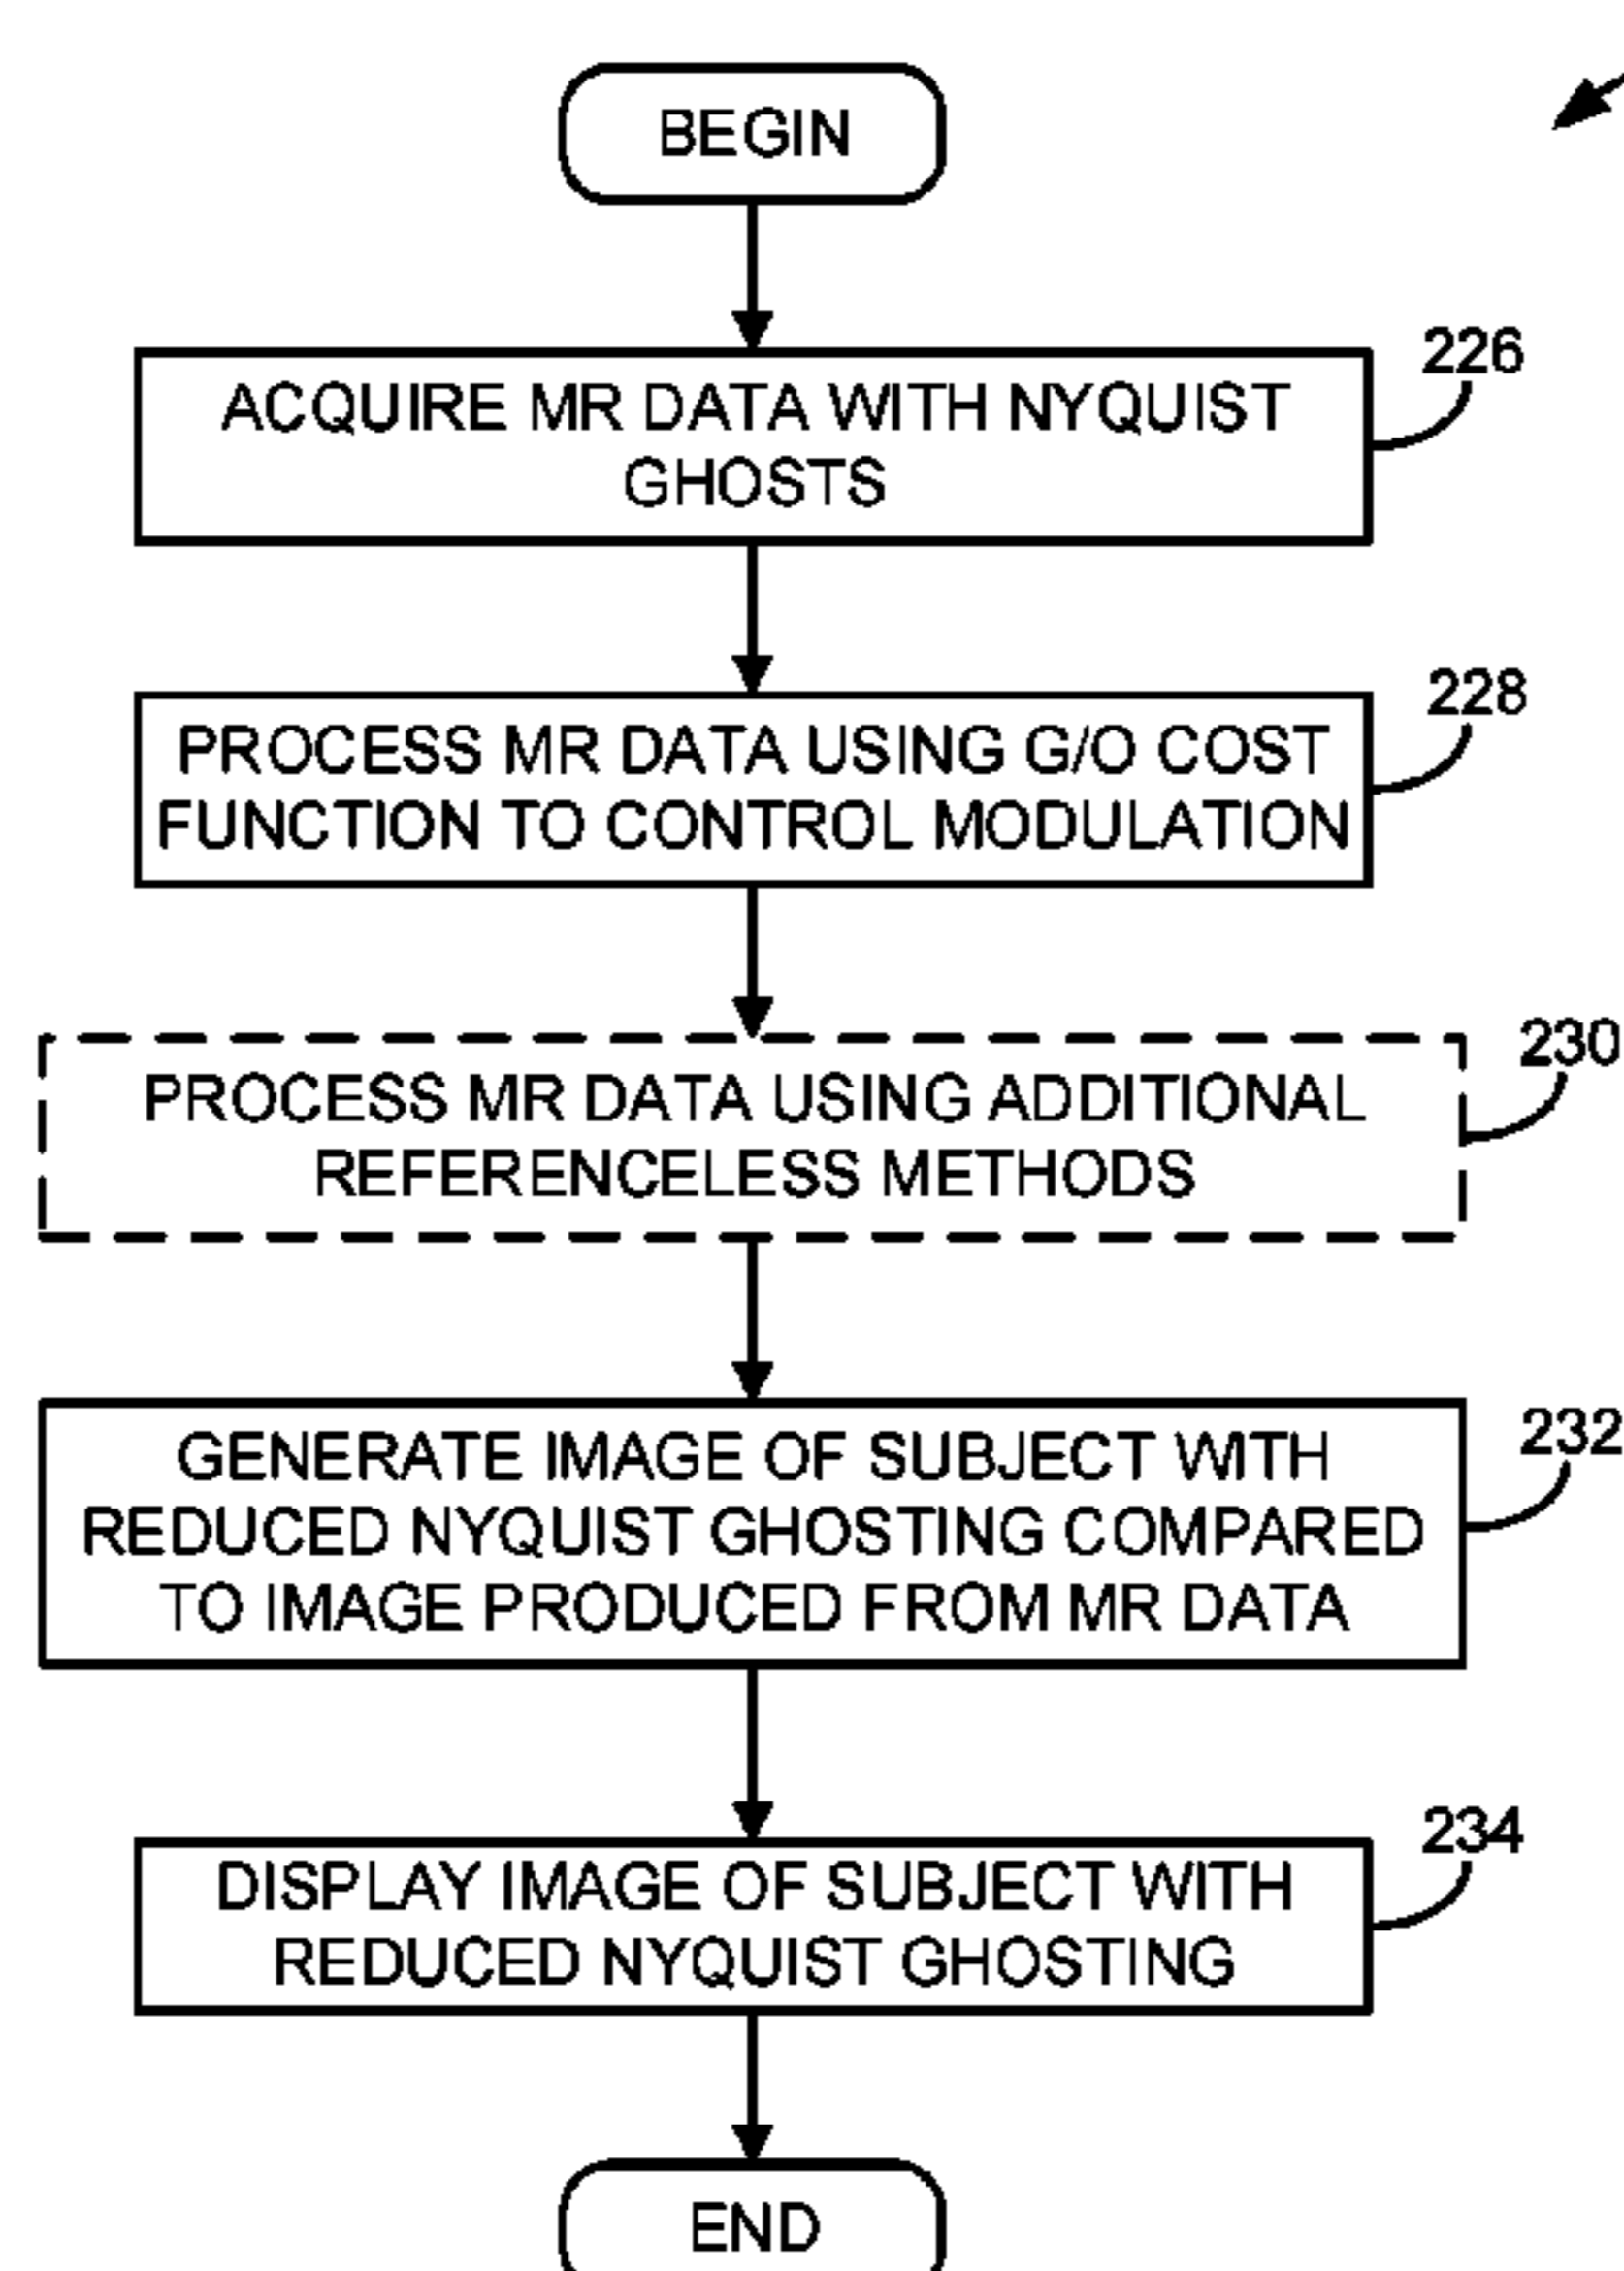 BEGIN
226
ACQUIRE MR DATA WITH NYQUIST
GHOSTS
228
PROCESS MR DATA USING G/O COST
FUNCTION TO CONTROL MODULATION
230
PROCESS MR DATA USING ADDITIONAL
REFERENCELESS METHODS
232
GENERATE IMAGE OF SUBJECT WITH
REDUCED NYQUIST GHOSTING COMPARED
TO IMAGE PRODUCED FROM MR DATA
234
DISPLAY IMAGE OF SUBJECT WITH
REDUCED NYQUIST GHOSTING
END